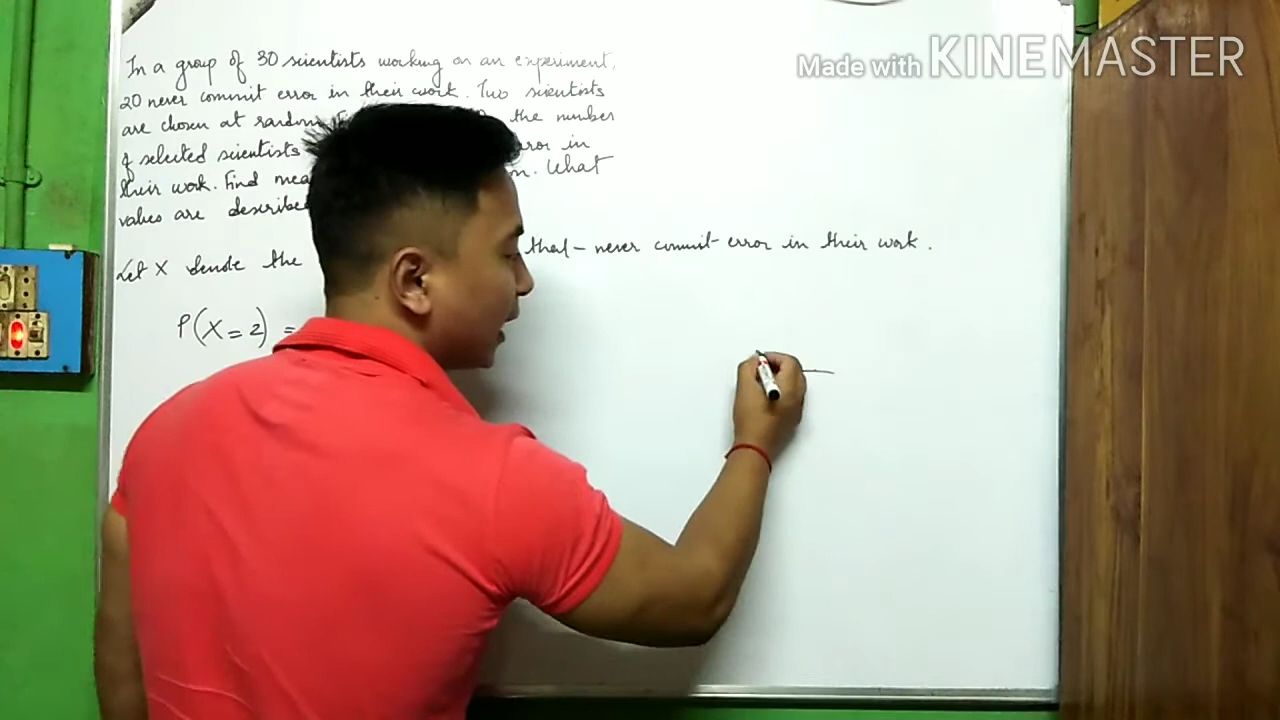 Made with KINEMASTER
In a group of 30 scientists working on an experiment,
20 never commit error in their work. Two scientists
are chosen at random. the number
of selected scientists error in
their work. Find What
values are
Let X denote the that never commit error in their work.
P(X=2) =